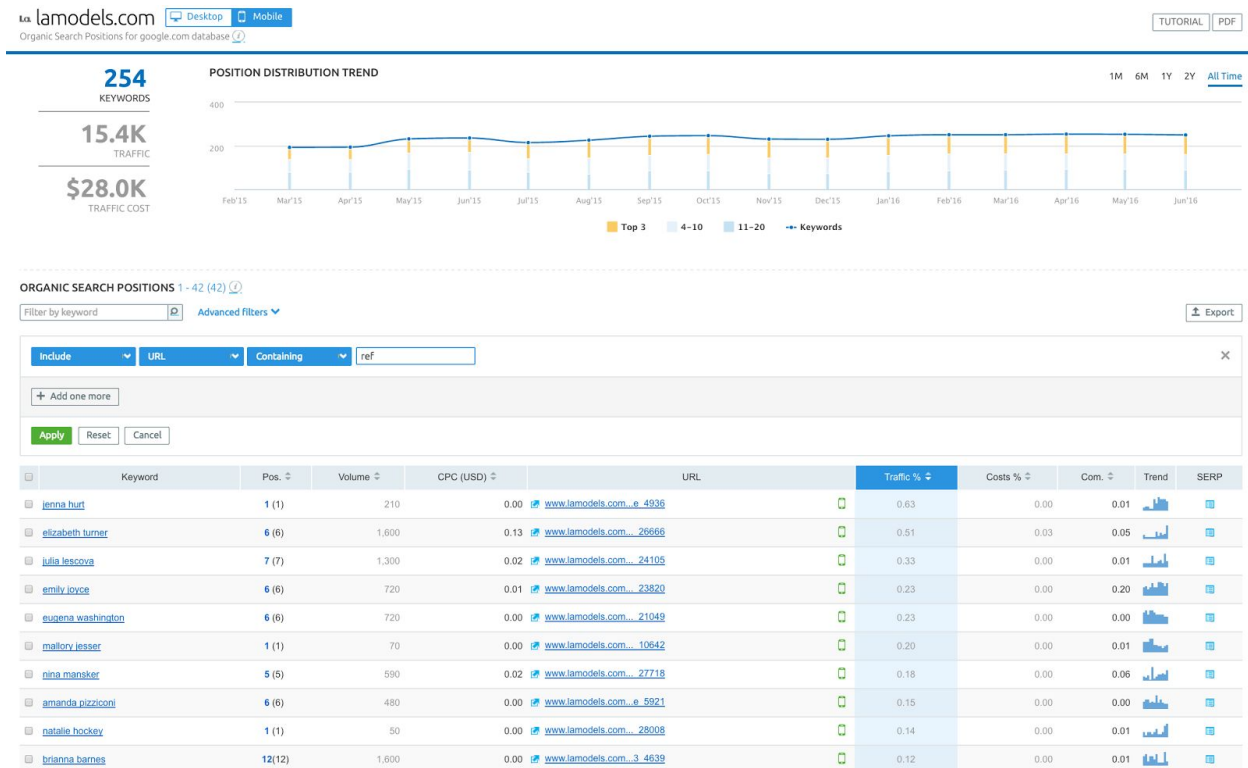 La lamodels.com Desktop Mobile TUTORIAL PDF
Organic Search Positions for google.com database i
254 POSITION DISTRIBUTION TREND 1M 6M 1Y 2Y All Time
KEYWORDS
400
15.4K
TRAFFIC
200
$28.0K
TRAFFIC COST
Feb'15 Mar'15 Apr'15 May'15 Jun'15 Jul'15 Aug'15 Sep'15 Oct'15 Nov'15 Dec'15 Jan'16 Feb'16 Mar'16 Apr'16 May'16 Jun'16
Top 3 4-10 11-20 Keywords
ORGANIC SEARCH POSITIONS 1 - 42 (42) i
Filter by keyword Advanced filters Export
Include URL Containing ref
+ Add one more
Apply Reset Cancel
Keyword Pos. Volume CPC (USD) URL Traffic % Costs % Com. Trend SERP
jenna hurt 1 (1) 210 0.00 www.lamodels.com...e_4936 0.63 0.00 0.01
elizabeth turner 6 (6) 1,600 0.13 www.lamodels.com..._26666 0.51 0.03 0.05
julia lescova 7 (7) 1,300 0.02 www.lamodels.com..._24105 0.33 0.00 0.01
emily joyce 6 (6) 720 0.01 www.lamodels.com..._23820 0.23 0.00 0.20
eugena washington 6 (6) 720 0.00 www.lamodels.com..._21049 0.23 0.00 0.00
mallory jesser 1 (1) 70 0.00 www.lamodels.com..._10642 0.20 0.00 0.01
nina mansker 5 (5) 590 0.02 www.lamodels.com..._27718 0.18 0.00 0.06
amanda pizziconi 6 (6) 480 0.00 www.lamodels.com...e_5921 0.15 0.00 0.00
natalie hockey 1 (1) 50 0.00 www.lamodels.com..._28008 0.14 0.00 0.01
brianna barnes 12(12) 1,600 0.00 www.lamodels.com...3_4639 0.12 0.00 0.01